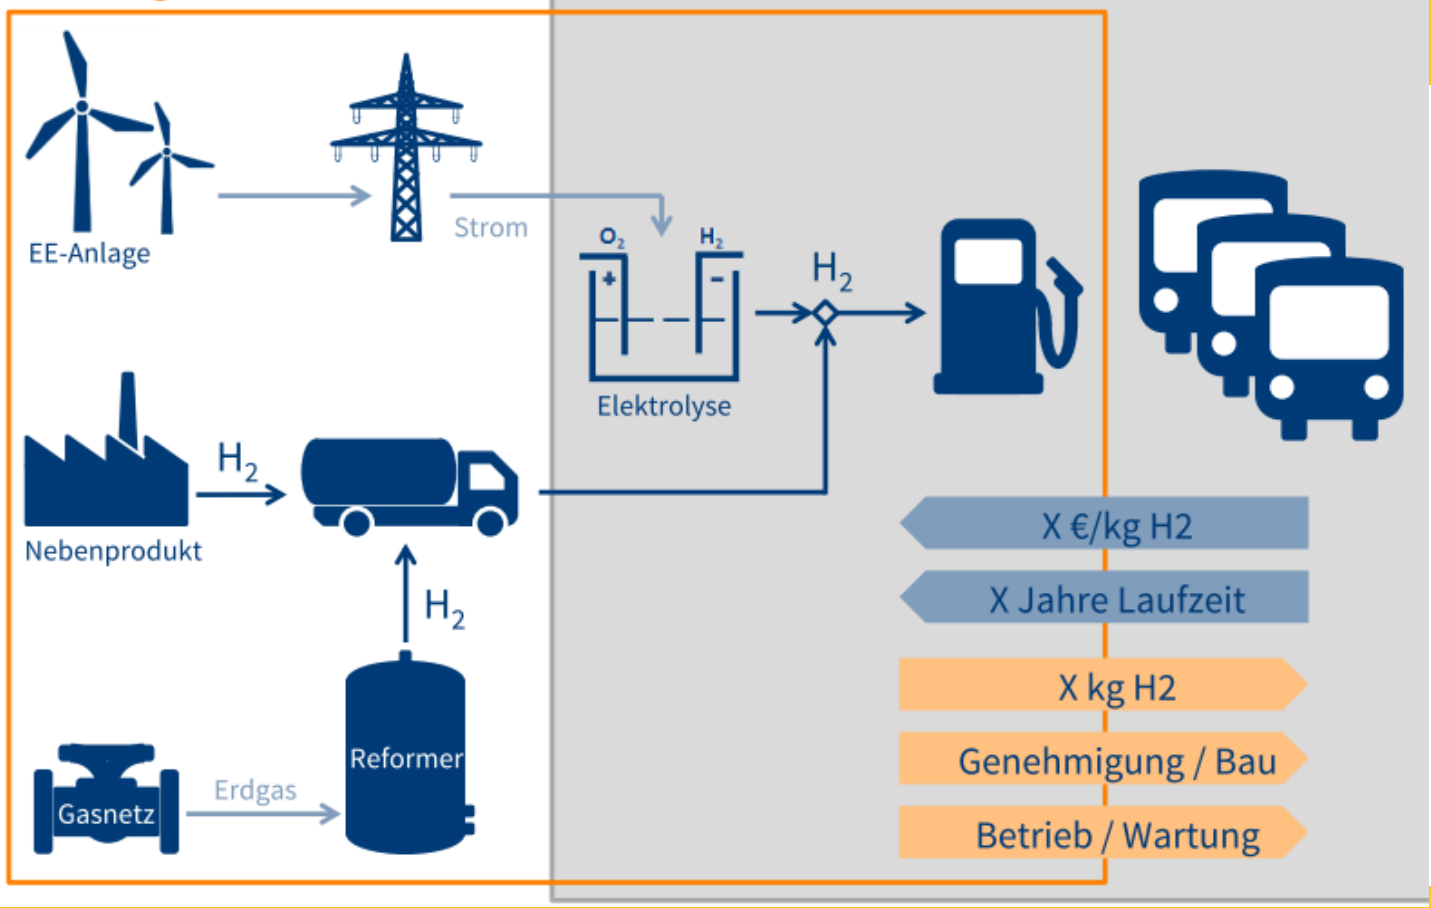 EE-Anlage
Strom
O₂
H₂
+
−
H₂
Elektrolyse
H₂
Nebenprodukt
H₂
Reformer
Erdgas
Gasnetz
X €/kg H2
X Jahre Laufzeit
X kg H2
Genehmigung / Bau
Betrieb / Wartung